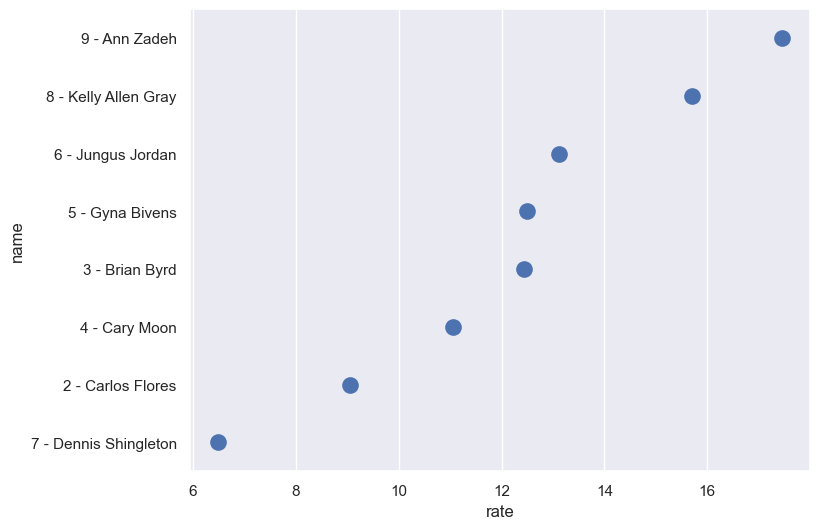 9 - Ann Zadeh
8 - Kelly Allen Gray
6 - Jungus Jordan
5 - Gyna Bivens
3 - Brian Byrd
4 - Cary Moon
2 - Carlos Flores
7 - Dennis Shingleton
name
6 8 10 12 14 16
rate